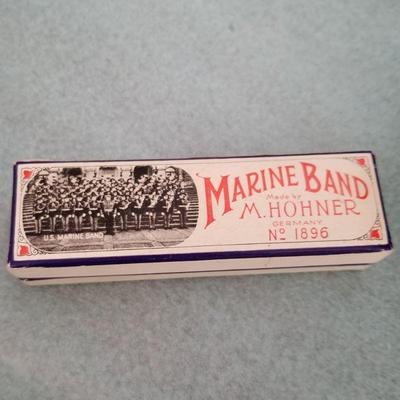 U.S. MARINE BAND
MARINE BAND
Made by
M. HOHNER
GERMANY
Nº 1896